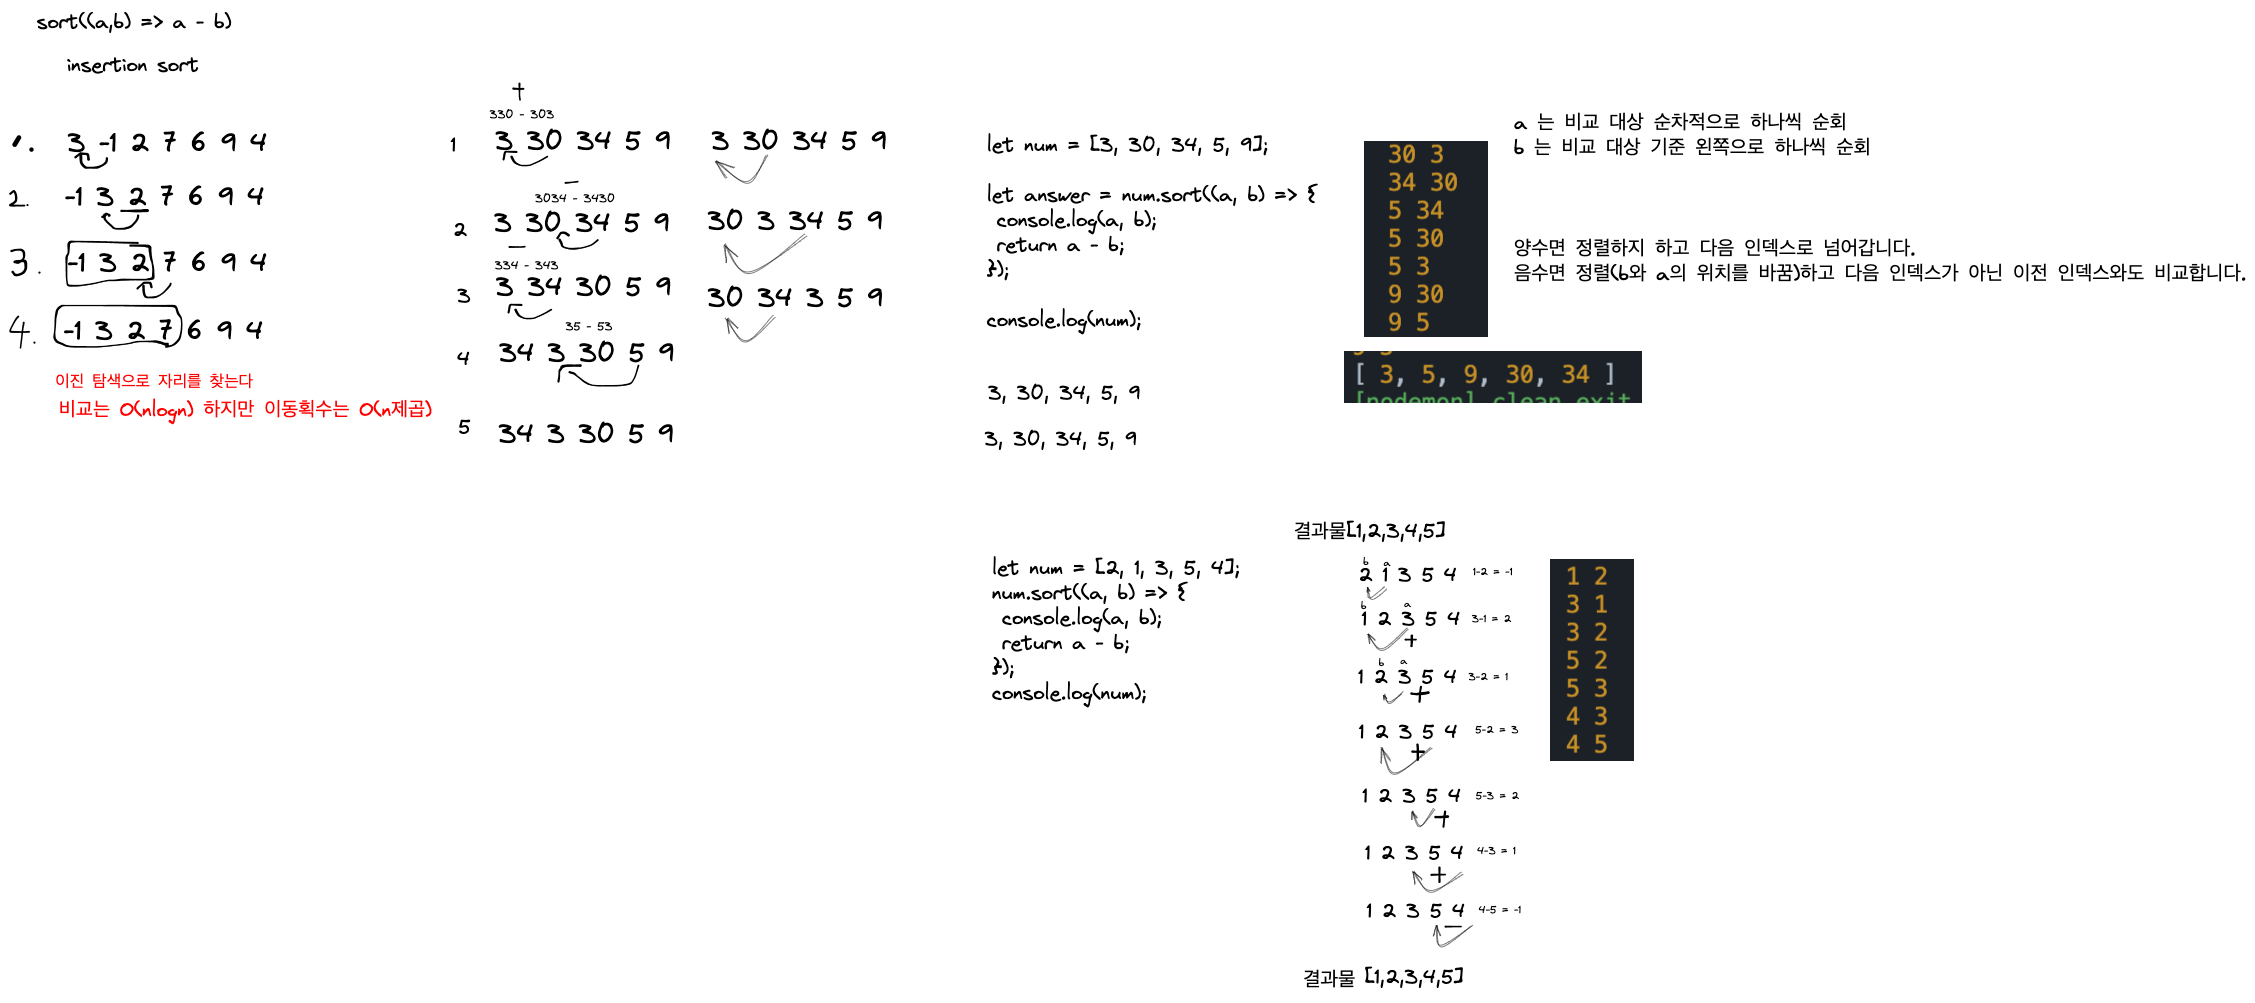 sort((a,b) => a - b)
insertion sort
1. 3 -1 2 7 6 9 4
2. -1 3 2 7 6 9 4
3. -1 3 2 7 6 9 4
4. -1 3 2 7 6 9 4
이진 탐색으로 자리를 찾는다
비교는 O(nlogn) 하지만 이동획수는 O(n제곱)
+
330 - 303
1 3 30 34 5 9
-
3034 - 3430
2 3 30 34 5 9
-
334 - 343
3 3 34 30 5 9
35 - 53
4 34 3 30 5 9
5 34 3 30 5 9
3 30 34 5 9
30 3 34 5 9
30 34 3 5 9
let num = [3, 30, 34, 5, 9];
let answer = num.sort((a, b) => {
console.log(a, b);
return a - b;
});
console.log(num);
3, 30, 34, 5, 9
3, 30, 34, 5, 9
30 3
34 30
5 34
5 30
5 3
9 30
9 5
[ 3, 5, 9, 30, 34 ]
[nodemon] clean exit
a 는 비교 대상 순차적으로 하나씩 순회
b 는 비교 대상 기준 왼쪽으로 하나씩 순회
양수면 정렬하지 하고 다음 인덱스로 넘어갑니다.
음수면 정렬(b와 a의 위치를 바꿈)하고 다음 인덱스가 아닌 이전 인덱스와도 비교합니다.
let num = [2, 1, 3, 5, 4];
num.sort((a, b) => {
console.log(a, b);
return a - b;
});
console.log(num);
결과물[1,2,3,4,5]
b a
2 1 3 5 4 1-2 = -1
b a
1 2 3 5 4 3-1 = 2
+
b a
1 2 3 5 4 3-2 = 1
+
1 2 3 5 4 5-2 = 3
+
1 2 3 5 4 5-3 = 2
+
1 2 3 5 4 4-3 = 1
+
1 2 3 5 4 4-5 = -1
-
결과물 [1,2,3,4,5]
1 2
3 1
3 2
5 2
5 3
4 3
4 5